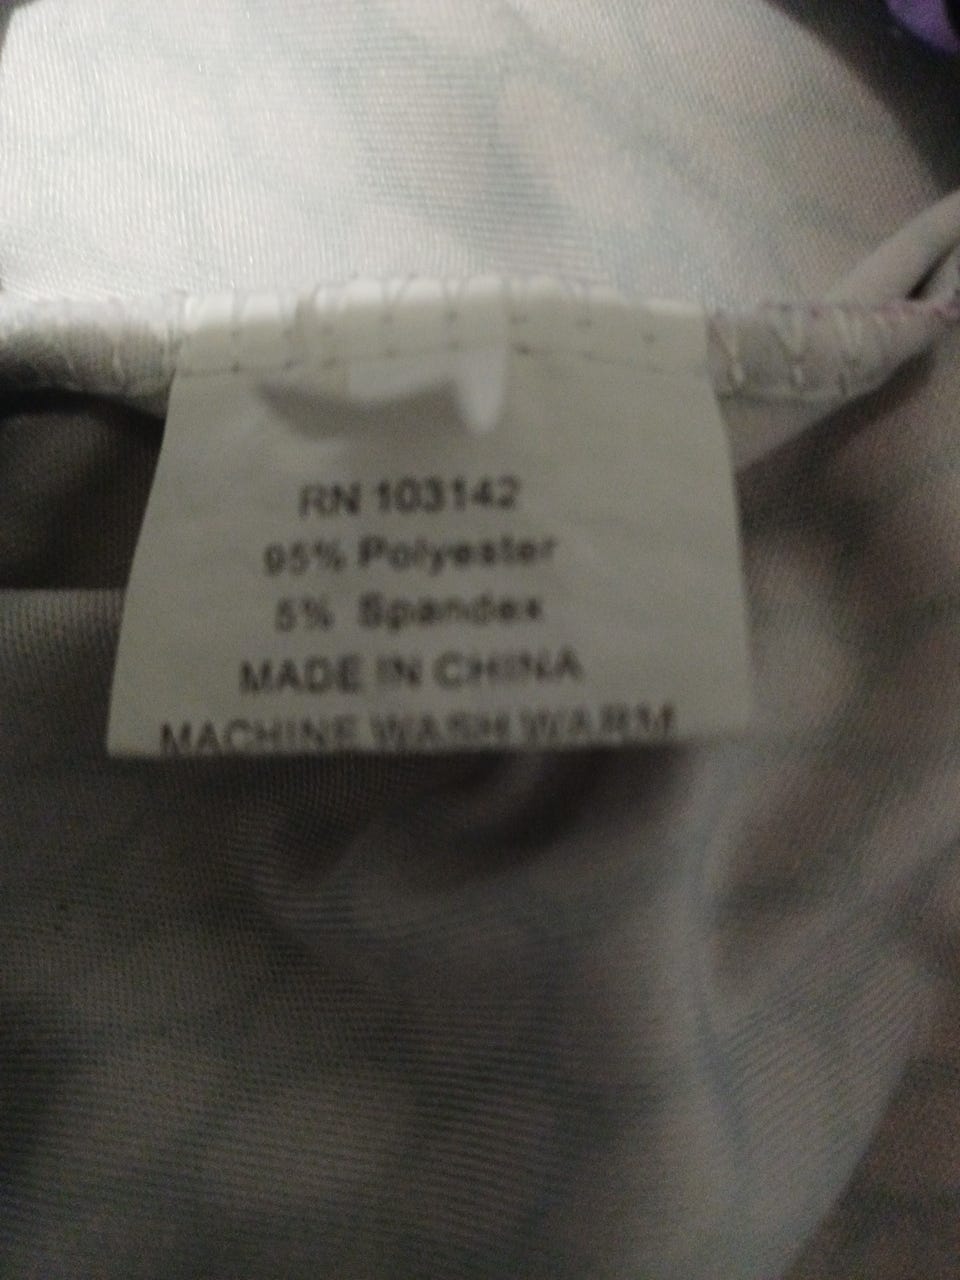 RN 103142
95% Polyester
5% Spandex
MADE IN CHINA
MACHINE WASH WARM